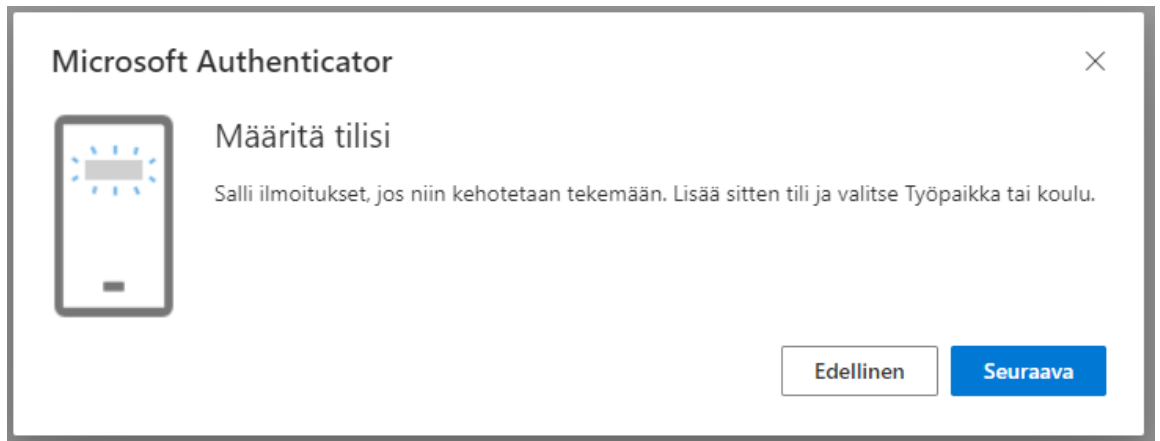 Microsoft Authenticator
Määritä tilisi
Salli ilmoitukset, jos niin kehotetaan tekemään. Lisää sitten tili ja valitse Työpaikka tai koulu.
Edellinen
Seuraava